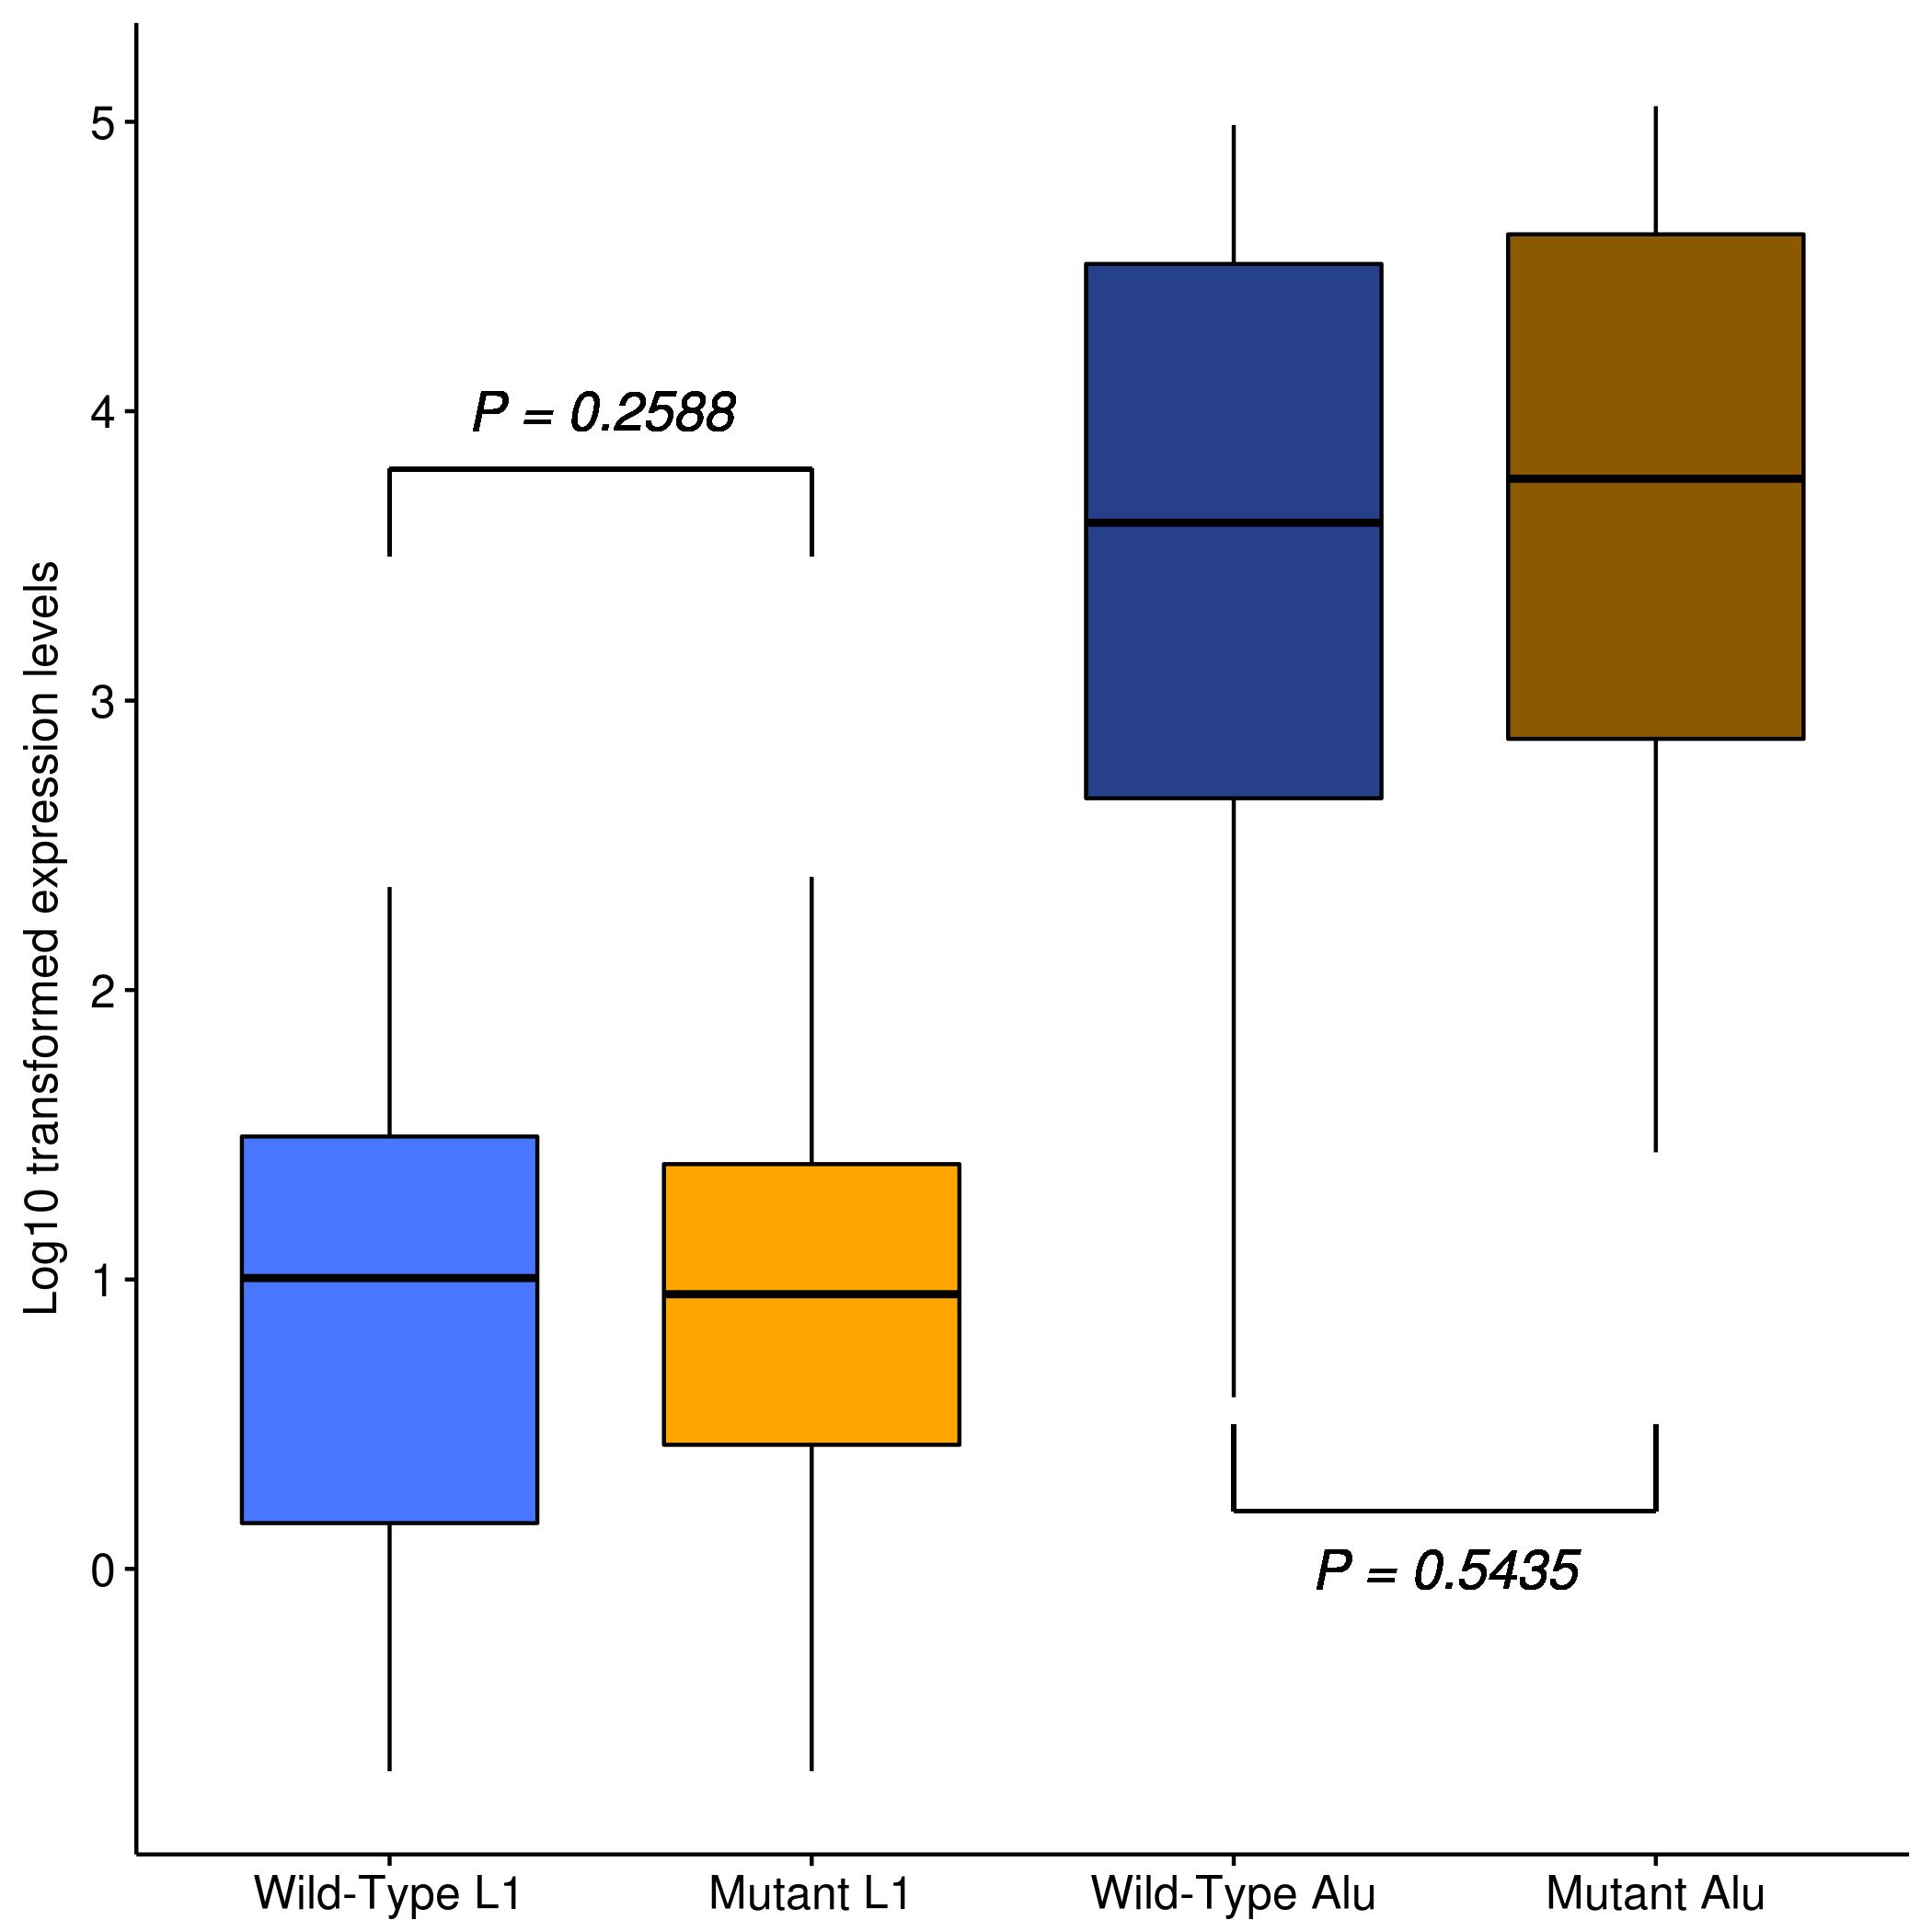 Log10 transformed expression levels
5
4
3
2
1
0
P = 0.2588
P = 0.5435
Wild-Type L1
Mutant L1
Wild-Type Alu
Mutant Alu